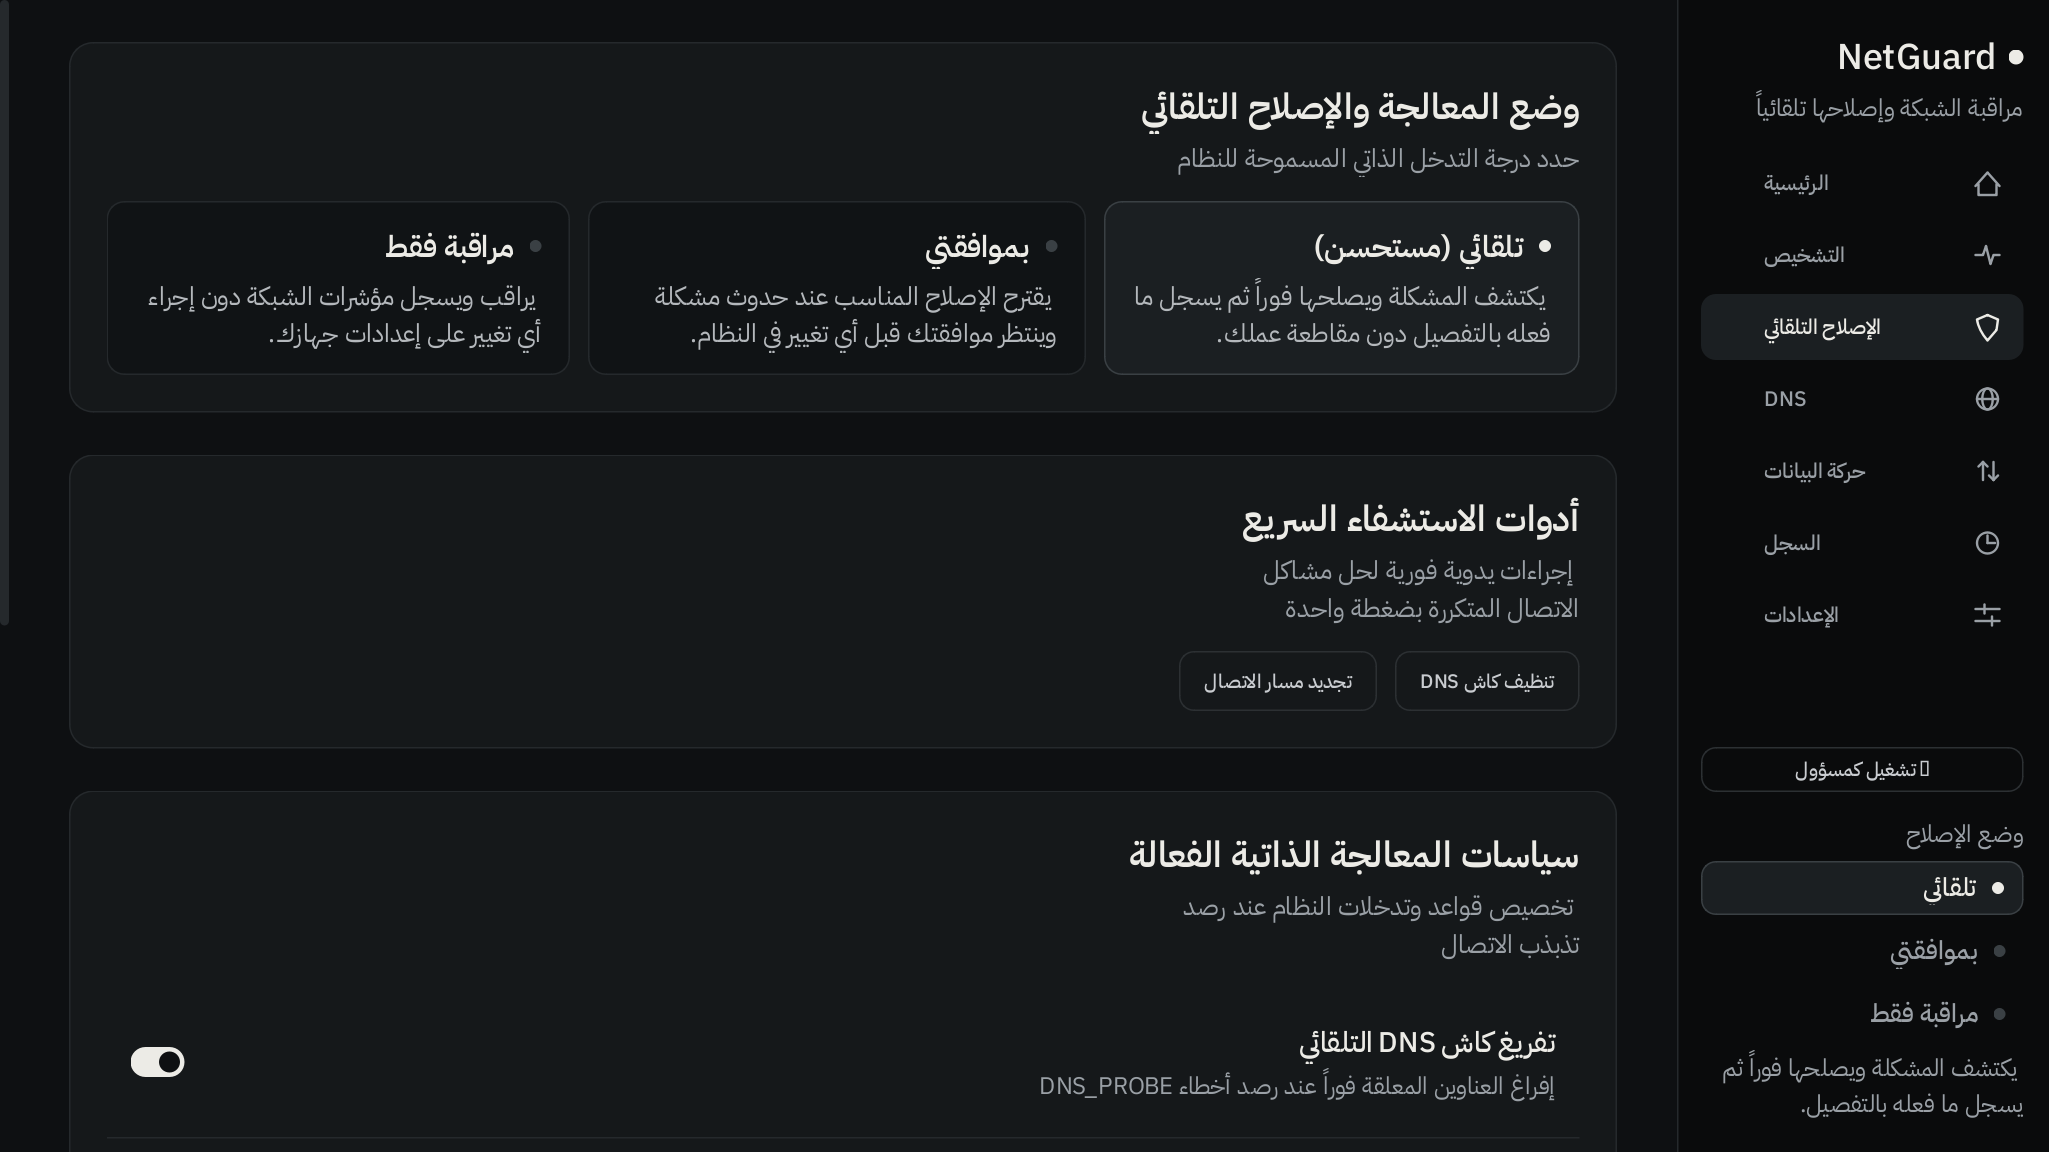 NetGuard
مراقبة الشبكة وإصلاحها تلقائياً
الرئيسية
التشخيص
الإصلاح التلقائي
DNS
حركة البيانات
السجل
الإعدادات
تشغيل كمسؤول
وضع الإصلاح
تلقائي
بموافقتي
مراقبة فقط
يكتشف المشكلة ويصلحها فوراً ثم
يسجل ما فعله بالتفصيل.
وضع المعالجة والإصلاح التلقائي
حدد درجة التدخل الذاتي المسموحة للنظام
تلقائي (مستحسن)
يكتشف المشكلة ويصلحها فوراً ثم يسجل ما
فعله بالتفصيل دون مقاطعة عملك.
بموافقتي
يقترح الإصلاح المناسب عند حدوث مشكلة
وينتظر موافقتك قبل أي تغيير في النظام.
مراقبة فقط
يراقب ويسجل مؤشرات الشبكة دون إجراء
أي تغيير على إعدادات جهازك.
أدوات الاستشفاء السريع
إجراءات يدوية فورية لحل مشاكل
الاتصال المتكررة بضغطة واحدة
تنظيف كاش DNS
تجديد مسار الاتصال
سياسات المعالجة الذاتية الفعالة
تخصيص قواعد وتدخلات النظام عند رصد
تذبذب الاتصال
تفريغ كاش DNS التلقائي
إفراغ العناوين المعلقة فوراً عند رصد أخطاء DNS_PROBE